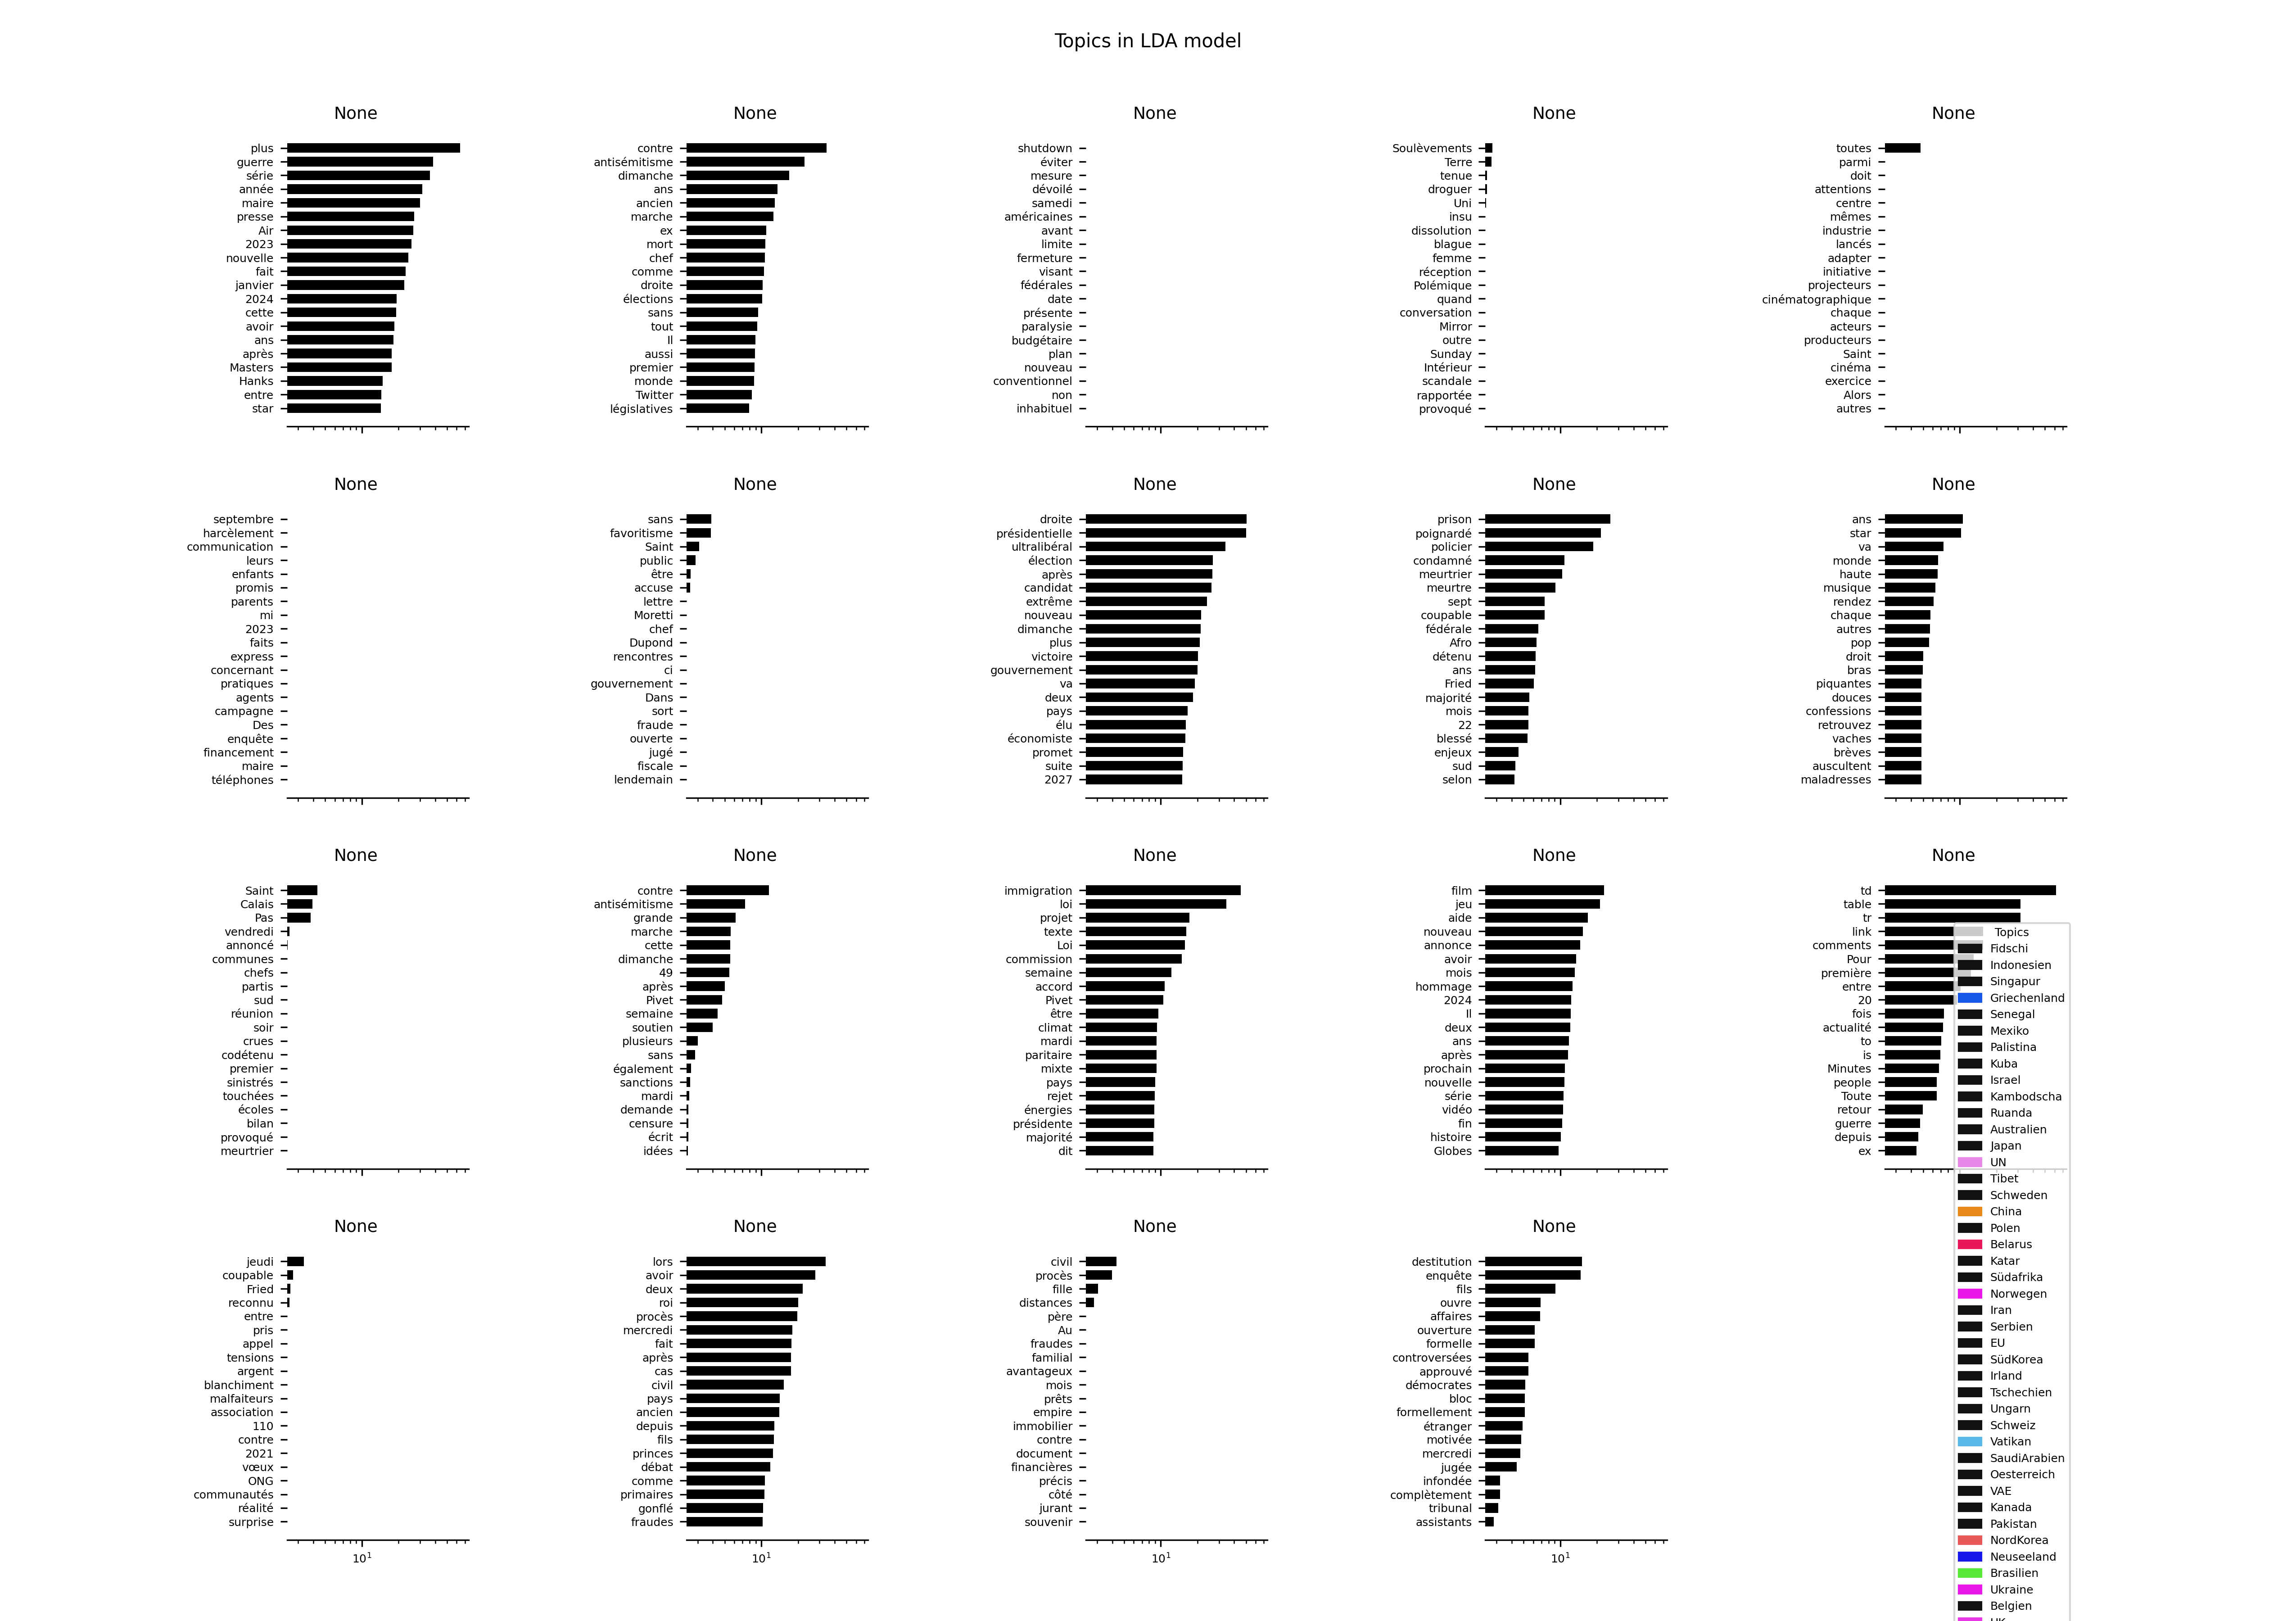 Topics in LDA model
None
plus
guerre
série
année
maire
presse
Air
2023
nouvelle
fait
janvier
2024
cette
avoir
ans
après
Masters
Hanks
entre
star
None
contre
antisémitisme
dimanche
ans
ancien
marche
ex
mort
chef
comme
droite
élections
sans
tout
Il
aussi
premier
monde
Twitter
législatives
None
shutdown
éviter
mesure
dévoilé
samedi
américaines
avant
limite
fermeture
visant
fédérales
date
présente
paralysie
budgétaire
plan
nouveau
conventionnel
non
inhabituel
None
Soulèvements
Terre
tenue
droguer
Uni
insu
dissolution
blague
femme
réception
Polémique
quand
conversation
Mirror
outre
Sunday
Intérieur
scandale
rapportée
provoqué
None
toutes
parmi
doit
attentions
centre
mêmes
industrie
lancés
adapter
initiative
projecteurs
cinématographique
chaque
acteurs
producteurs
Saint
cinéma
exercice
Alors
autres
None
septembre
harcèlement
communication
leurs
enfants
promis
parents
mi
2023
faits
express
concernant
pratiques
agents
campagne
Des
enquête
financement
maire
téléphones
None
sans
favoritisme
Saint
public
être
accuse
lettre
Moretti
chef
Dupond
rencontres
ci
gouvernement
Dans
sort
fraude
ouverte
jugé
fiscale
lendemain
None
droite
présidentielle
ultralibéral
élection
après
candidat
extrême
nouveau
dimanche
plus
victoire
gouvernement
va
deux
pays
élu
économiste
promet
suite
2027
None
prison
poignardé
policier
condamné
meurtrier
meurtre
sept
coupable
fédérale
Afro
détenu
ans
Fried
majorité
mois
22
blessé
enjeux
sud
selon
None
ans
star
va
monde
haute
musique
rendez
chaque
autres
pop
droit
bras
piquantes
douces
confessions
retrouvez
vaches
brèves
auscultent
maladresses
None
Saint
Calais
Pas
vendredi
annoncé
communes
chefs
partis
sud
réunion
soir
crues
codétenu
premier
sinistrés
touchées
écoles
bilan
provoqué
meurtrier
None
contre
antisémitisme
grande
marche
cette
dimanche
49
après
Pivet
semaine
soutien
plusieurs
sans
également
sanctions
mardi
demande
censure
écrit
idées
None
immigration
loi
projet
texte
Loi
commission
semaine
accord
Pivet
être
climat
mardi
paritaire
mixte
pays
rejet
énergies
présidente
majorité
dit
None
film
jeu
aide
nouveau
annonce
avoir
mois
hommage
2024
Il
deux
ans
après
prochain
nouvelle
série
vidéo
fin
histoire
Globes
None
td
table
tr
link
comments
Pour
première
entre
20
fois
actualité
to
is
Minutes
people
Toute
retour
guerre
depuis
ex
None
jeudi
coupable
Fried
reconnu
entre
pris
appel
tensions
argent
blanchiment
malfaiteurs
association
110
contre
2021
vœux
ONG
communautés
réalité
surprise
10¹
None
lors
avoir
deux
roi
procès
mercredi
fait
après
cas
civil
pays
ancien
depuis
fils
princes
débat
comme
primaires
gonflé
fraudes
10¹
None
civil
procès
fille
distances
père
Au
fraudes
familial
avantageux
mois
prêts
empire
immobilier
contre
document
financières
précis
côté
jurant
souvenir
10¹
None
destitution
enquête
fils
ouvre
affaires
ouverture
formelle
controversées
approuvé
démocrates
bloc
formellement
étranger
motivée
mercredi
jugée
infondée
complètement
tribunal
assistants
10¹
Topics
Fidschi
Indonesien
Singapur
Griechenland
Senegal
Mexiko
Palistina
Kuba
Israel
Kambodscha
Ruanda
Australien
Japan
UN
Tibet
Schweden
China
Polen
Belarus
Katar
Südafrika
Norwegen
Iran
Serbien
EU
SüdKorea
Irland
Tschechien
Ungarn
Schweiz
Vatikan
SaudiArabien
Oesterreich
VAE
Kanada
Pakistan
NordKorea
Neuseeland
Brasilien
Ukraine
Belgien